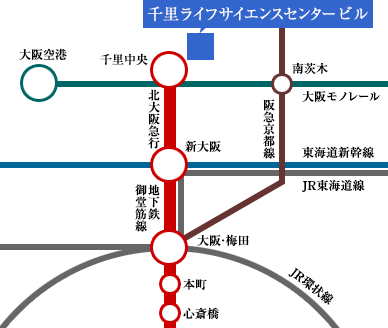 千里ライフサイエンスセンタービル
大阪空港
千里中央
南茨木
大阪モノレール
北大阪急行
阪急京都線
新大阪
東海道新幹線
JR東海道線
地下鉄
御堂筋線
大阪・梅田
JR環状線
本町
心斎橋